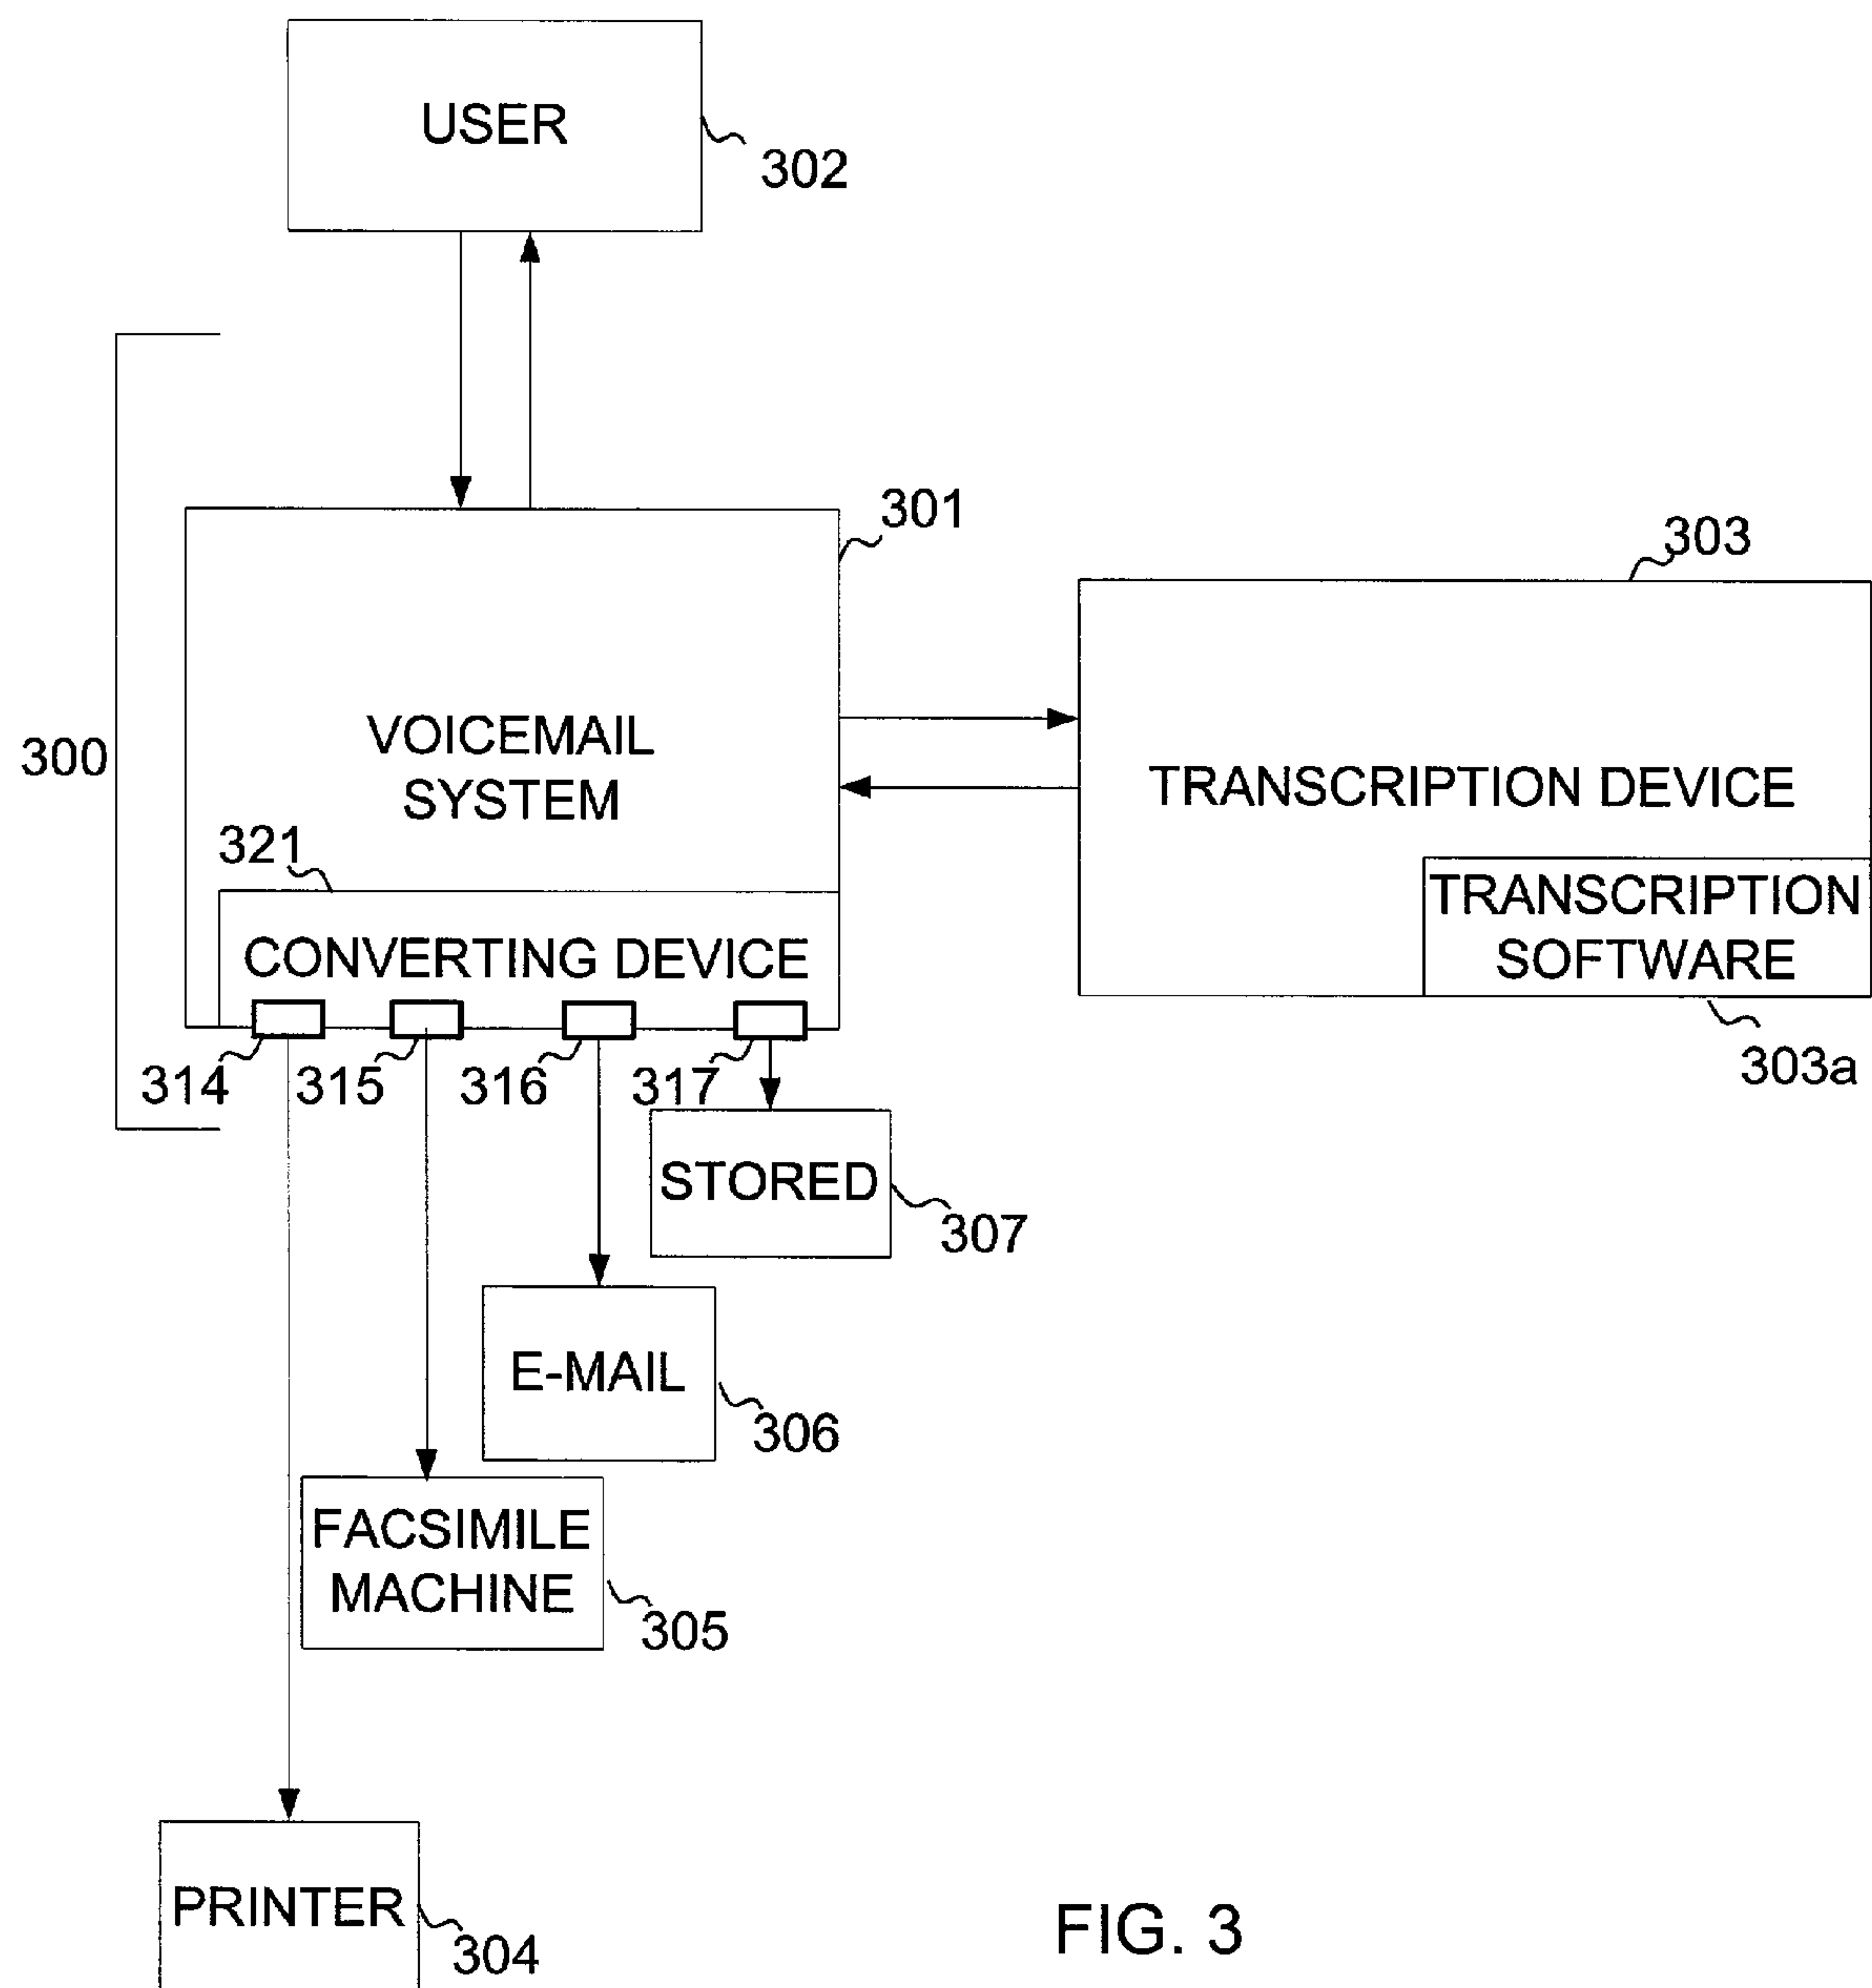 USER
302
301
303
300
VOICEMAIL
SYSTEM
TRANSCRIPTION DEVICE
321
TRANSCRIPTION
SOFTWARE
CONVERTING DEVICE
303a
314
315
316
317
STORED
307
E-MAIL
306
FACSIMILE
MACHINE
305
PRINTER
304
FIG. 3